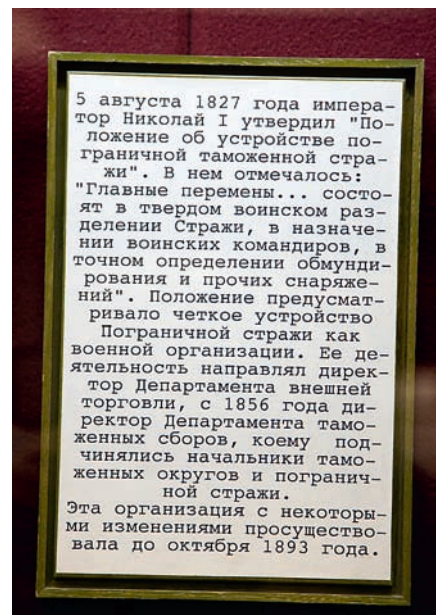 5 августа 1827 года импера-
тор Николай I утвердил "По-
ложение об устройстве по-
граничной таможенной стра-
жи". В нем отмечалось:
"Главные перемены... состо-
ят в твердом воинском раз-
делении Стражи, в назначе-
нии воинских командиров, в
точном определении обмунди-
рования и прочих снаряже-
ний". Положение предусмат-
ривало четкое устройство
Пограничной стражи как
военной организации. Ее де-
ятельность направлял дирек-
тор Департамента внешней
торговли, с 1856 года ди-
ректор Департамента тамо-
женных сборов, коему под-
чинялись начальники тамо-
женных округов и погранич-
ной стражи.
Эта организация с некоторы-
ми изменениями просущество-
вала до октября 1893 года.